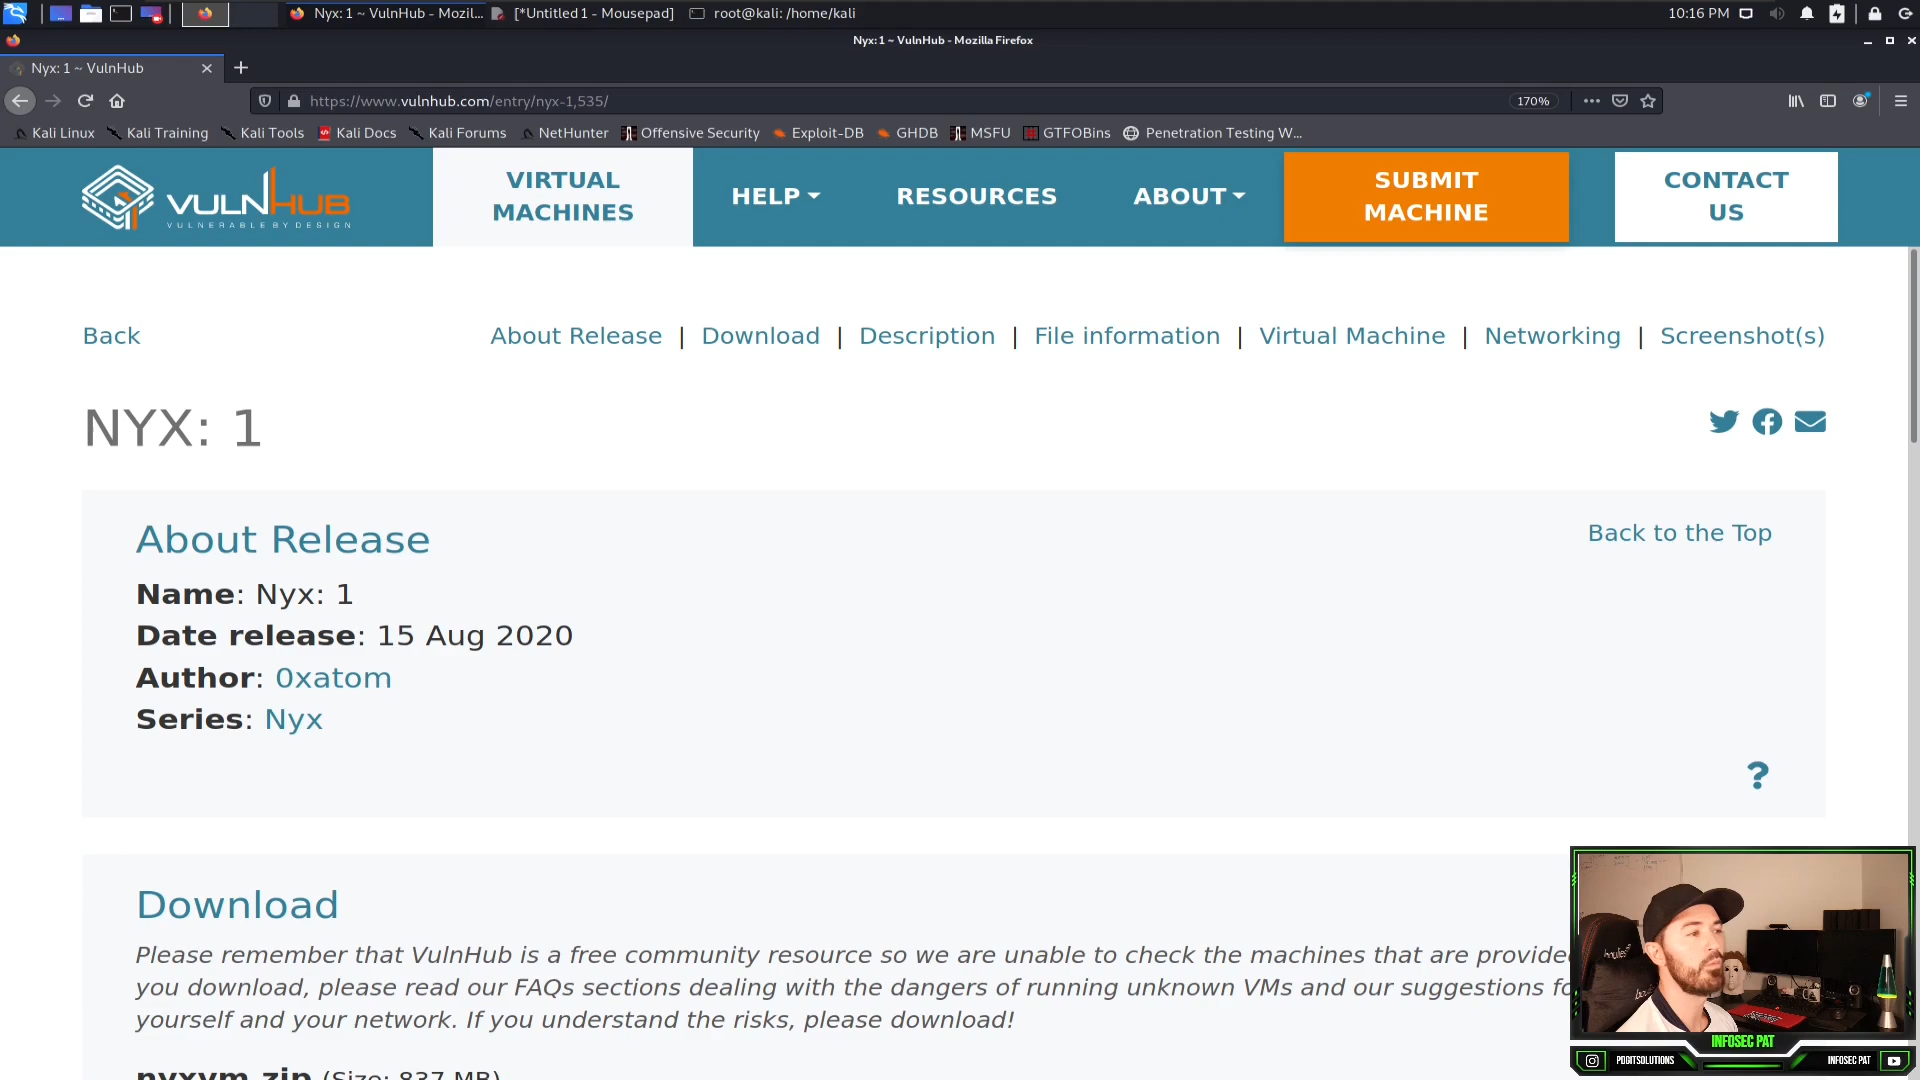 Nyx: 1 ~ VulnHub - Mozil...
[*Untitled 1 - Mousepad]
root@kali: /home/kali
10:16 PM
Nyx: 1 ~ VulnHub - Mozilla Firefox
Nyx: 1 ~ VulnHub
https://www.vulnhub.com/entry/nyx-1,535/
170%
Kali Linux
Kali Training
Kali Tools
Kali Docs
Kali Forums
NetHunter
Offensive Security
Exploit-DB
GHDB
MSFU
GTFOBins
Penetration Testing W...
VULNHUB
VULNERABLE BY DESIGN
VIRTUAL
MACHINES
HELP
RESOURCES
ABOUT
SUBMIT
MACHINE
CONTACT
US
Back
About Release | Download | Description | File information | Virtual Machine | Networking | Screenshot(s)
NYX: 1
About Release
Back to the Top
Name: Nyx: 1
Date release: 15 Aug 2020
Author: 0xatom
Series: Nyx
?
Download
Please remember that VulnHub is a free community resource so we are unable to check the machines that are provide
you download, please read our FAQs sections dealing with the dangers of running unknown VMs and our suggestions fo
yourself and your network. If you understand the risks, please download!
nyxvm.zip (Size: 837 MB)
INFOSEC PAT
PDDITSOLUTIONS
INFOSEC PAT